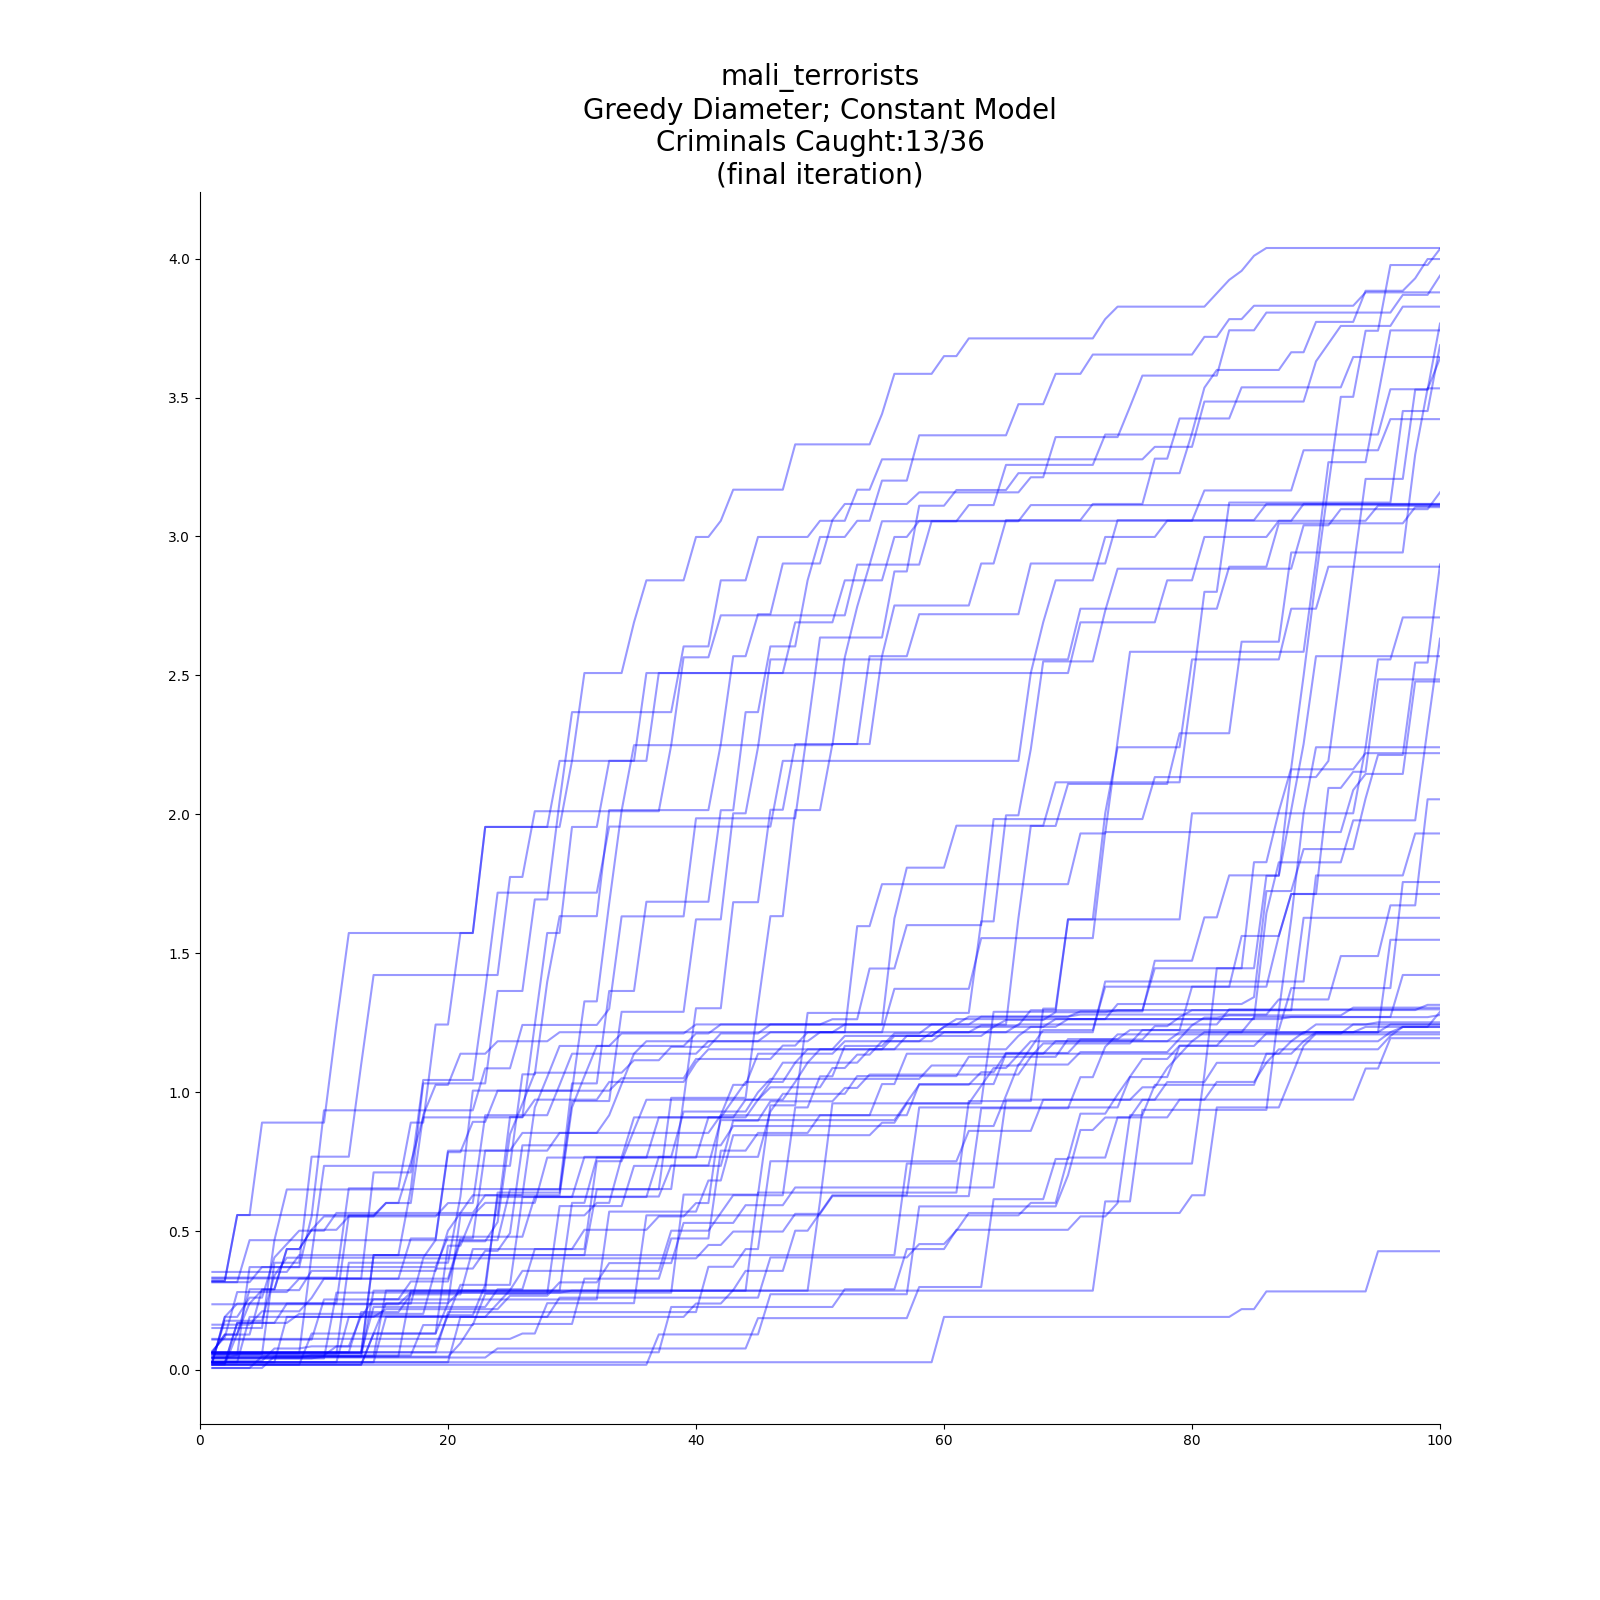 mali_terrorists
Greedy Diameter; Constant Model
Criminals Caught:13/36
(final iteration)
4.0
3.5
3.0
2.5
2.0
1.5
1.0
0.5
0.0
0 20 40 60 80 100